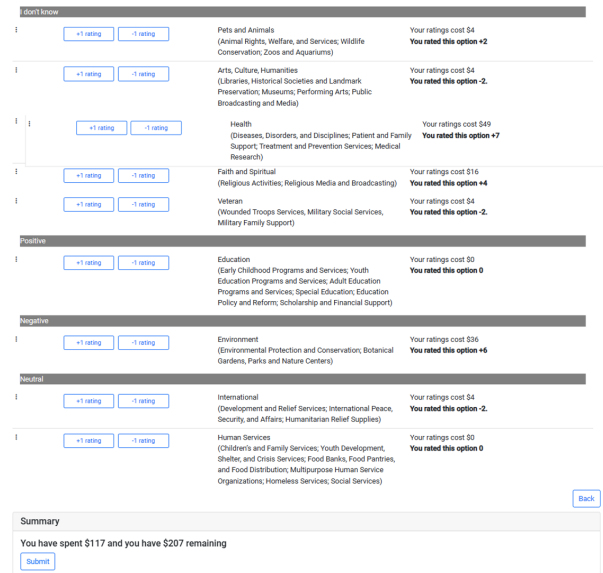 I don't know
+1 rating
-1 rating
Pets and Animals
(Animal Rights, Welfare, and Services; Wildlife
Conservation; Zoos and Aquariums)
Your ratings cost $4
You rated this option +2
+1 rating
-1 rating
Arts, Culture, Humanities
(Libraries, Historical Societies and Landmark
Preservation; Museums; Performing Arts; Public
Broadcasting and Media)
Your ratings cost $4
You rated this option -2.
+1 rating
-1 rating
Health
(Diseases, Disorders, and Disciplines; Patient and Family
Support; Treatment and Prevention Services; Medical
Research)
Your ratings cost $49
You rated this option +7
+1 rating
-1 rating
Faith and Spiritual
(Religious Activities; Religious Media and Broadcasting)
Your ratings cost $16
You rated this option +4
+1 rating
-1 rating
Veteran
(Wounded Troops Services, Military Social Services,
Military Family Support)
Your ratings cost $4
You rated this option -2.
Positive
+1 rating
-1 rating
Education
(Early Childhood Programs and Services; Youth
Education Programs and Services; Adult Education
Programs and Services; Special Education; Education
Policy and Reform; Scholarship and Financial Support)
Your ratings cost $0
You rated this option 0
Negative
+1 rating
-1 rating
Environment
(Environmental Protection and Conservation; Botanical
Gardens, Parks and Nature Centers)
Your ratings cost $36
You rated this option +6
Neutral
+1 rating
-1 rating
International
(Development and Relief Services; International Peace,
Security, and Affairs; Humanitarian Relief Supplies)
Your ratings cost $4
You rated this option -2.
+1 rating
-1 rating
Human Services
(Children's and Family Services; Youth Development,
Shelter, and Crisis Services; Food Banks, Food Pantries,
and Food Distribution; Multipurpose Human Service
Organizations; Homeless Services; Social Services)
Your ratings cost $0
You rated this option 0
Back
Summary
You have spent $117 and you have $207 remaining
Submit